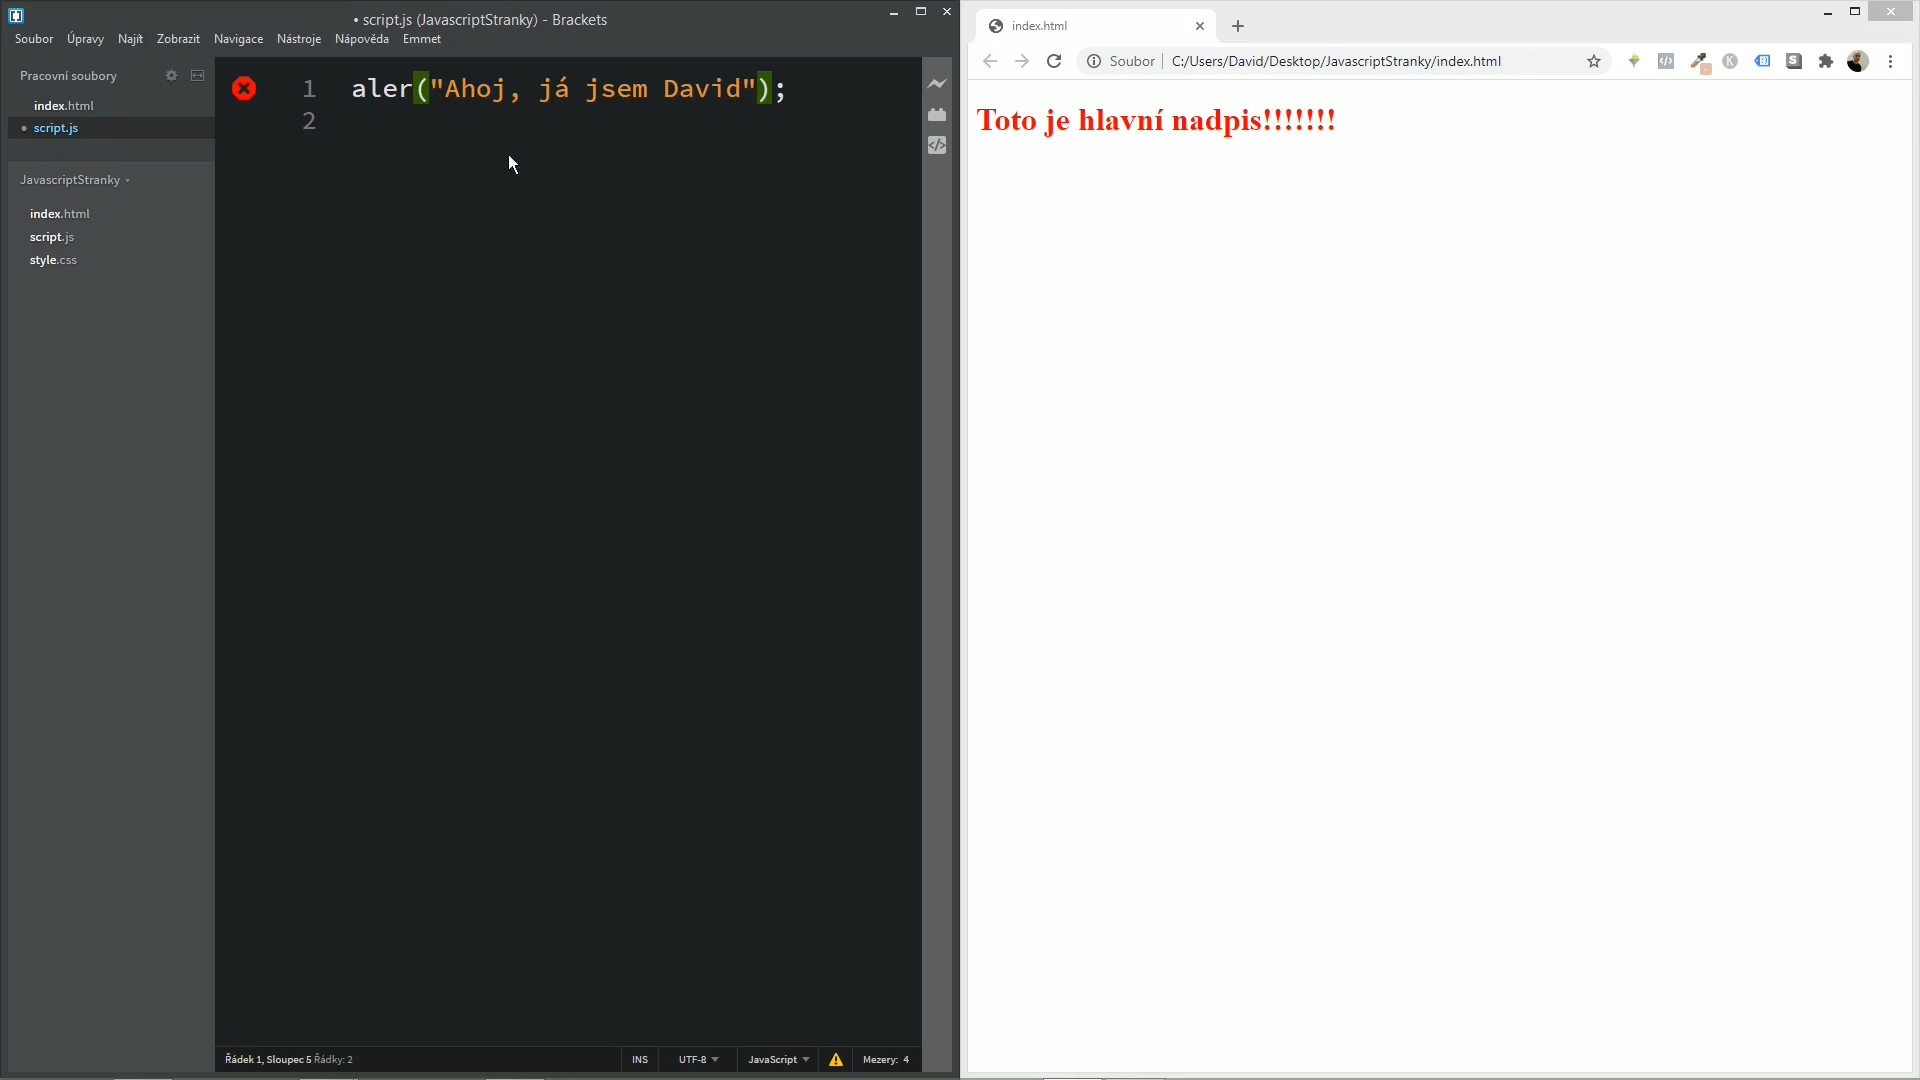 • script.js (JavascriptStranky) - Brackets
Soubor Úpravy Najít Zobrazit Navigace Nástroje Nápověda Emmet
Pracovní soubory
index.html
• script.js
JavascriptStranky
index.html
script.js
style.css
1 aler("Ahoj, já jsem David");
2
Řádek 1, Sloupec 5 Řádky: 2
INS
UTF-8
JavaScript
Mezery: 4
index.html
Soubor | C:/Users/David/Desktop/JavascriptStranky/index.html
K
S
Toto je hlavní nadpis!!!!!!!